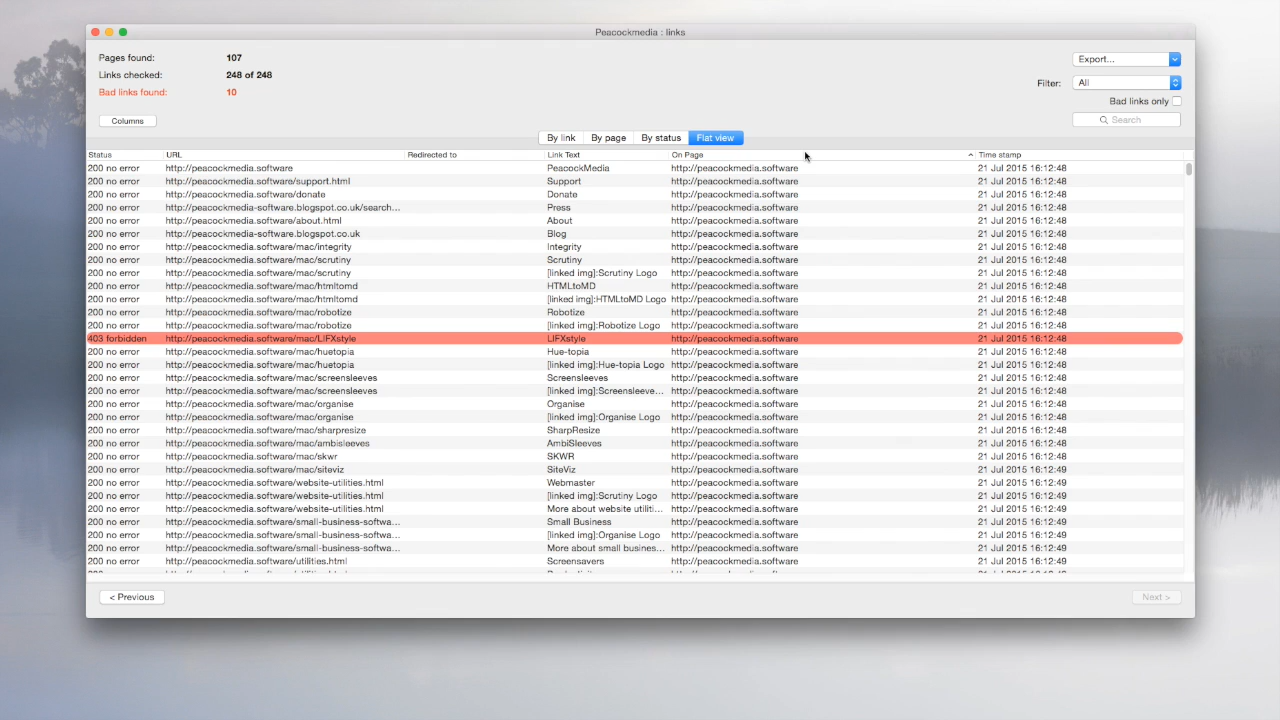 Peacockmedia : links
Pages found: 107
Links checked: 248 of 248
Bad links found: 10
Export...
Filter: All
Bad links only
Columns
Search
By link By page By status Flat view
Status URL Redirected to Link Text On Page Time stamp
200 no error http://peacockmedia.software PeacockMedia http://peacockmedia.software 21 Jul 2015 16:12:48
200 no error http://peacockmedia.software/support.html Support http://peacockmedia.software 21 Jul 2015 16:12:48
200 no error http://peacockmedia.software/donate Donate http://peacockmedia.software 21 Jul 2015 16:12:48
200 no error http://peacockmedia-software.blogspot.co.uk/search... Press http://peacockmedia.software 21 Jul 2015 16:12:48
200 no error http://peacockmedia.software/about.html About http://peacockmedia.software 21 Jul 2015 16:12:48
200 no error http://peacockmedia-software.blogspot.co.uk Blog http://peacockmedia.software 21 Jul 2015 16:12:48
200 no error http://peacockmedia.software/mac/integrity Integrity http://peacockmedia.software 21 Jul 2015 16:12:48
200 no error http://peacockmedia.software/mac/scrutiny Scrutiny http://peacockmedia.software 21 Jul 2015 16:12:48
200 no error http://peacockmedia.software/mac/scrutiny [linked img]:Scrutiny Logo http://peacockmedia.software 21 Jul 2015 16:12:48
200 no error http://peacockmedia.software/mac/htmltomd HTMLtoMD http://peacockmedia.software 21 Jul 2015 16:12:48
200 no error http://peacockmedia.software/mac/htmltomd [linked img]:HTMLtoMD Logo http://peacockmedia.software 21 Jul 2015 16:12:48
200 no error http://peacockmedia.software/mac/robotize Robotize http://peacockmedia.software 21 Jul 2015 16:12:48
200 no error http://peacockmedia.software/mac/robotize [linked img]:Robotize Logo http://peacockmedia.software 21 Jul 2015 16:12:48
403 forbidden http://peacockmedia.software/mac/LIFXstyle LIFXstyle http://peacockmedia.software 21 Jul 2015 16:12:48
200 no error http://peacockmedia.software/mac/huetopia Hue-topia http://peacockmedia.software 21 Jul 2015 16:12:48
200 no error http://peacockmedia.software/mac/huetopia [linked img]:Hue-topia Logo http://peacockmedia.software 21 Jul 2015 16:12:48
200 no error http://peacockmedia.software/mac/screensleeves Screensleeves http://peacockmedia.software 21 Jul 2015 16:12:48
200 no error http://peacockmedia.software/mac/screensleeves [linked img]:Screensleeve... http://peacockmedia.software 21 Jul 2015 16:12:48
200 no error http://peacockmedia.software/mac/organise Organise http://peacockmedia.software 21 Jul 2015 16:12:48
200 no error http://peacockmedia.software/mac/organise [linked img]:Organise Logo http://peacockmedia.software 21 Jul 2015 16:12:48
200 no error http://peacockmedia.software/mac/sharpresize SharpResize http://peacockmedia.software 21 Jul 2015 16:12:48
200 no error http://peacockmedia.software/mac/ambisleeves AmbiSleeves http://peacockmedia.software 21 Jul 2015 16:12:48
200 no error http://peacockmedia.software/mac/skwr SKWR http://peacockmedia.software 21 Jul 2015 16:12:48
200 no error http://peacockmedia.software/mac/siteviz SiteViz http://peacockmedia.software 21 Jul 2015 16:12:49
200 no error http://peacockmedia.software/website-utilities.html Webmaster http://peacockmedia.software 21 Jul 2015 16:12:49
200 no error http://peacockmedia.software/website-utilities.html [linked img]:Scrutiny Logo http://peacockmedia.software 21 Jul 2015 16:12:49
200 no error http://peacockmedia.software/website-utilities.html More about website utiliti... http://peacockmedia.software 21 Jul 2015 16:12:49
200 no error http://peacockmedia.software/small-business-softwa... Small Business http://peacockmedia.software 21 Jul 2015 16:12:49
200 no error http://peacockmedia.software/small-business-softwa... [linked img]:Organise Logo http://peacockmedia.software 21 Jul 2015 16:12:49
200 no error http://peacockmedia.software/small-business-softwa... More about small busines... http://peacockmedia.software 21 Jul 2015 16:12:49
200 no error http://peacockmedia.software/utilities.html Screensavers http://peacockmedia.software 21 Jul 2015 16:12:49
< Previous
Next >